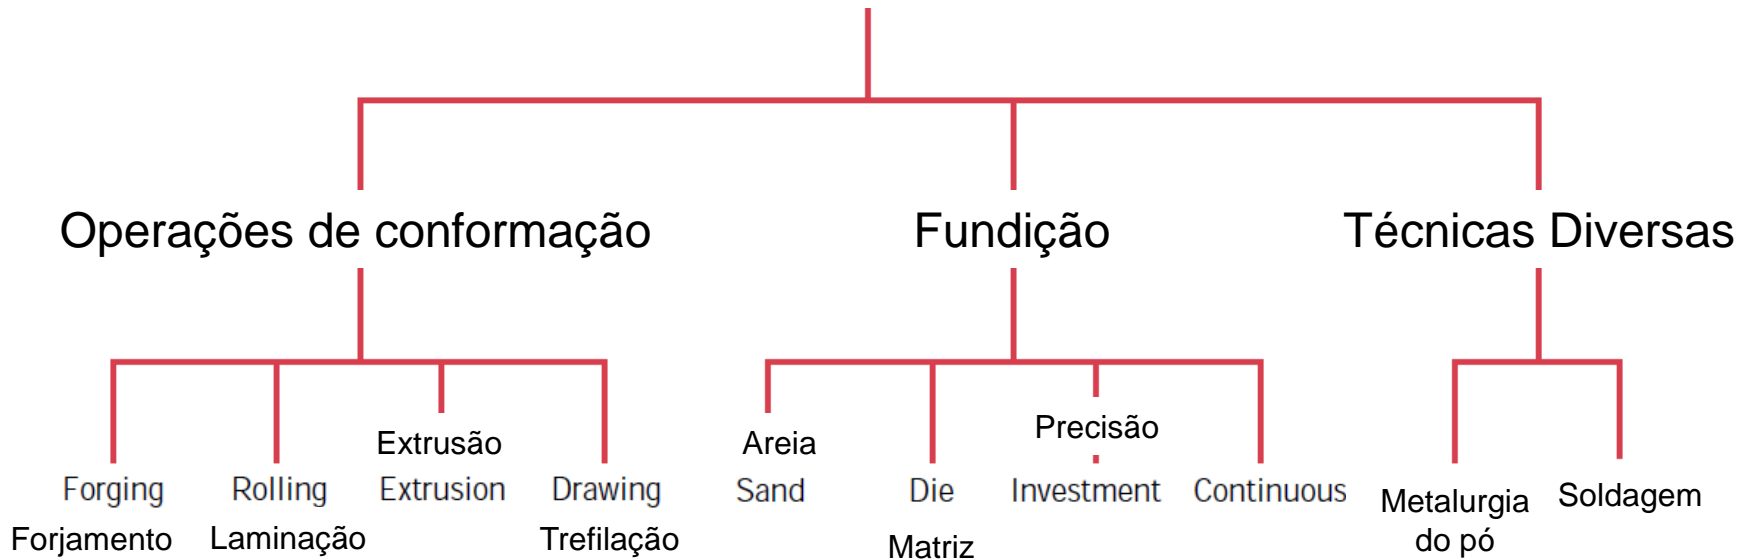 Operações de conformação
Fundição
Técnicas Diversas
Extrusão
Areia
Precisão
Forging
Rolling
Extrusion
Drawing
Sand
Die
Investment
Continuous
Metalurgia
do pó
Soldagem
Forjamento
Laminação
Trefilação
Matriz